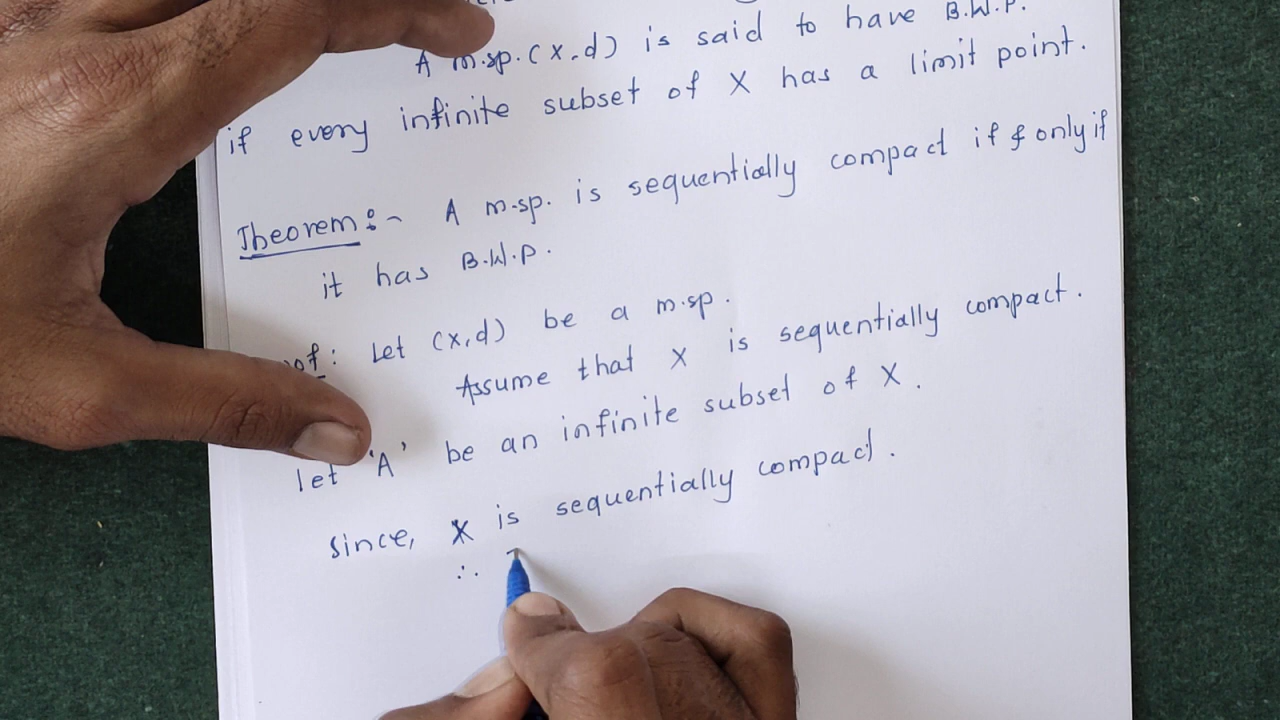 A m.sp. (X,d) is said to have B.W.P.
if every infinite subset of X has a limit point.
Theorem:~ A m.sp. is sequentially compact if & only if
it has B.W.P.
of: Let (X,d) be a m.sp.
Assume that X is sequentially compact.
let 'A' be an infinite subset of X.
since, X is sequentially compact.
∴